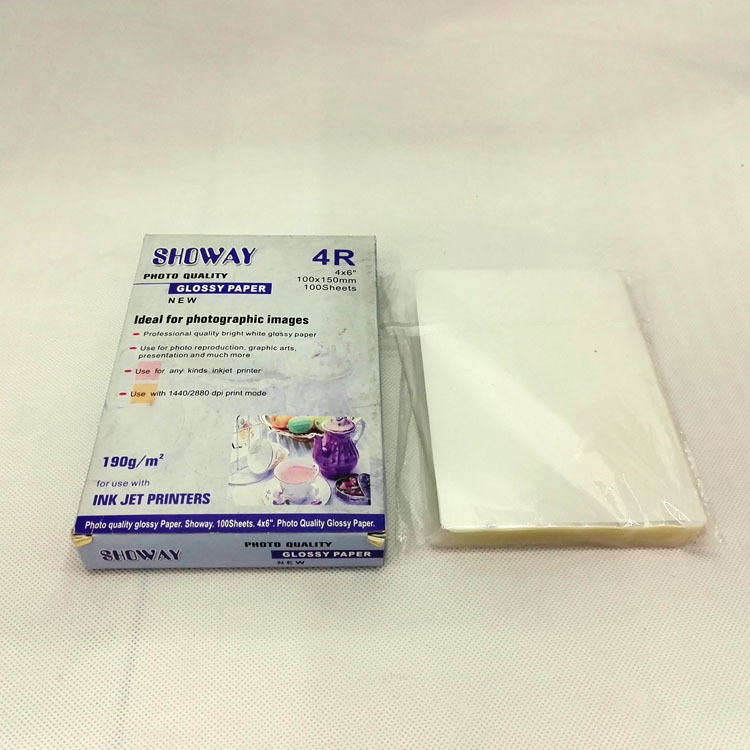 SHOWAY
4R
PHOTO QUALITY
4x6"
GLOSSY PAPER
100x150mm
NEW
100Sheets
Ideal for photographic images
Professional quality bright white glossy paper
Use for photo reproduction, graphic arts,
presentation and much more
Use for any kinds inkjet printer
Use with 1440/2880 dpi print mode
190g/m²
for use with
INK JET PRINTERS
Photo quality glossy Paper. Showay. 100Sheets. 4x6". Photo Quality Glossy Paper.
SHOWAY
PHOTO QUALITY
GLOSSY PAPER
NEW